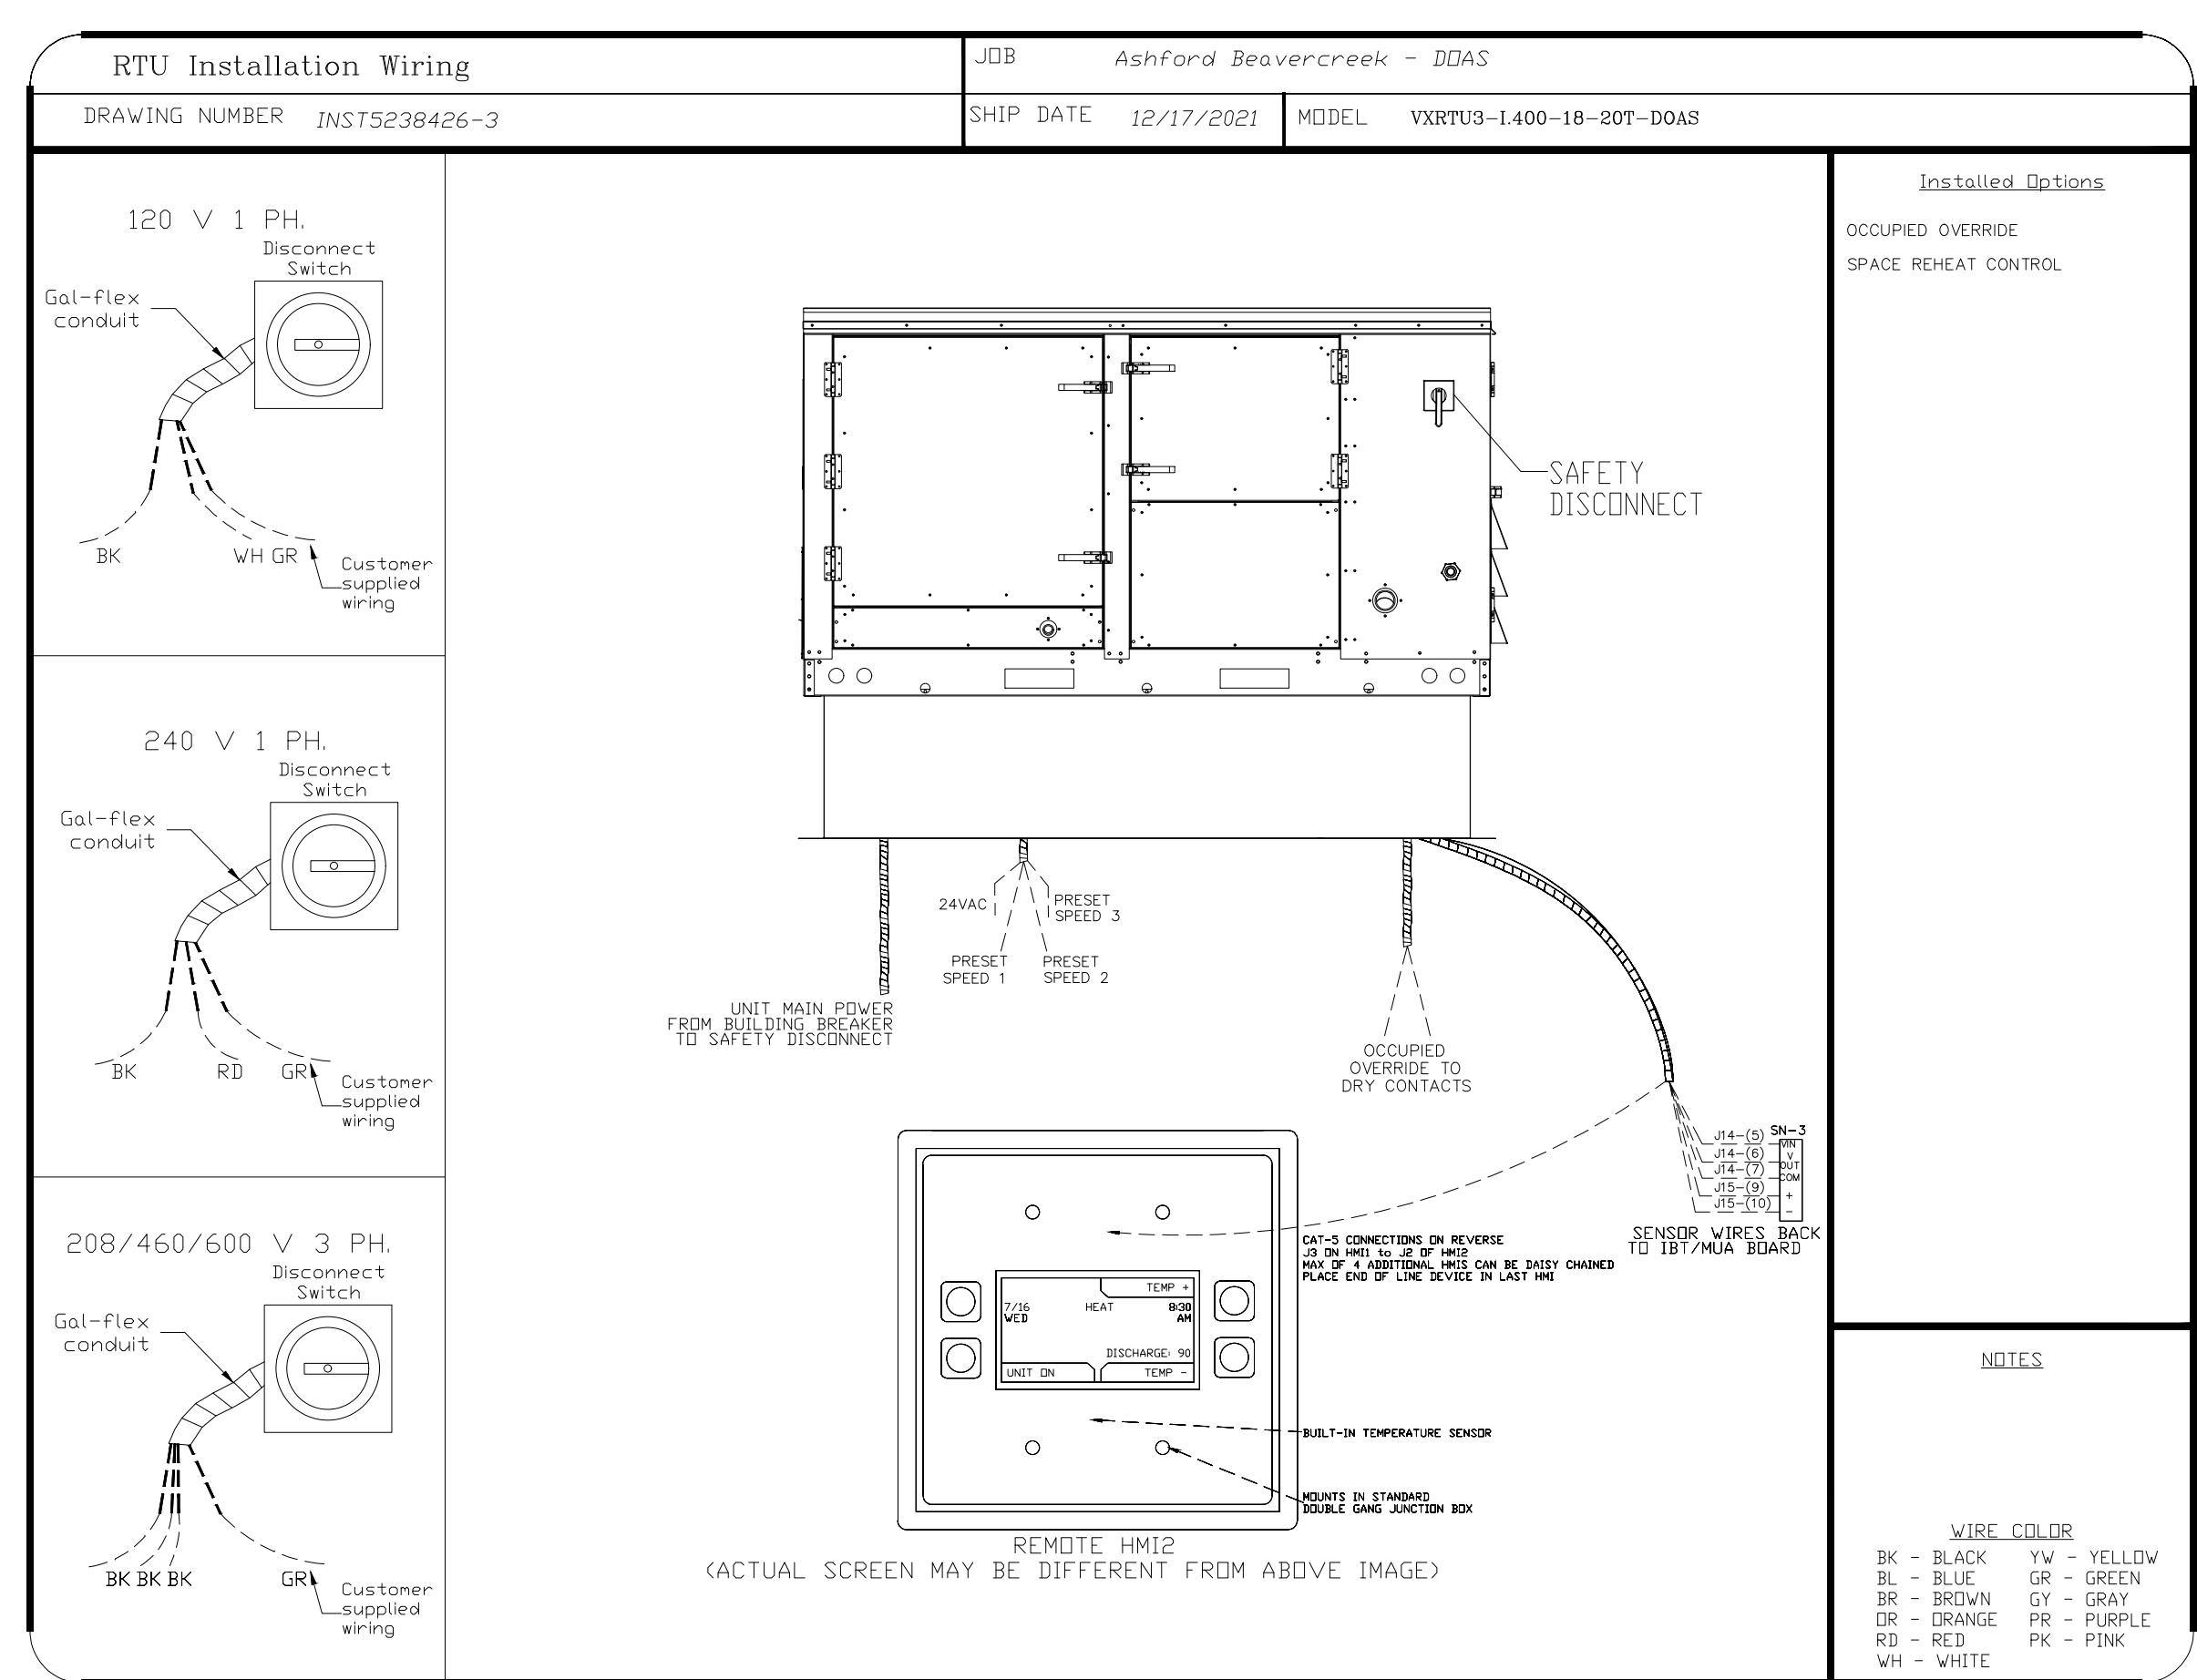 RTU Installation Wiring
JOB Ashford Beavercreek - DOAS
DRAWING NUMBER INST5238426-3
SHIP DATE 12/17/2021
MODEL VXRTU3-I.400-18-20T-DOAS
120 V 1 PH.
Disconnect
Switch
Gal-flex
conduit
BK
WH GR
Customer
supplied
wiring
240 V 1 PH.
Disconnect
Switch
Gal-flex
conduit
BK
RD
GR
Customer
supplied
wiring
208/460/600 V 3 PH.
Disconnect
Switch
Gal-flex
conduit
BK BK BK
GR
Customer
supplied
wiring
SAFETY
DISCONNECT
24VAC
PRESET
SPEED 3
PRESET
SPEED 1
PRESET
SPEED 2
UNIT MAIN POWER
FROM BUILDING BREAKER
TO SAFETY DISCONNECT
OCCUPIED
OVERRIDE TO
DRY CONTACTS
SN-3
J14-(5)
J14-(6)
J14-(7)
J15-(9)
J15-(10)
VIN
V
OUT
COM
+
-
SENSOR WIRES BACK
TO IBT/MUA BOARD
CAT-5 CONNECTIONS ON REVERSE
J3 ON HMI1 to J2 OF HMI2
MAX OF 4 ADDITIONAL HMIS CAN BE DAISY CHAINED
PLACE END OF LINE DEVICE IN LAST HMI
TEMP +
7/16
WED
HEAT
8:30
AM
DISCHARGE: 90
UNIT ON
TEMP -
BUILT-IN TEMPERATURE SENSOR
MOUNTS IN STANDARD
DOUBLE GANG JUNCTION BOX
REMOTE HMI2
(ACTUAL SCREEN MAY BE DIFFERENT FROM ABOVE IMAGE)
Installed Options
OCCUPIED OVERRIDE
SPACE REHEAT CONTROL
NOTES
WIRE COLOR
BK - BLACK YW - YELLOW
BL - BLUE GR - GREEN
BR - BROWN GY - GRAY
OR - ORANGE PR - PURPLE
RD - RED PK - PINK
WH - WHITE